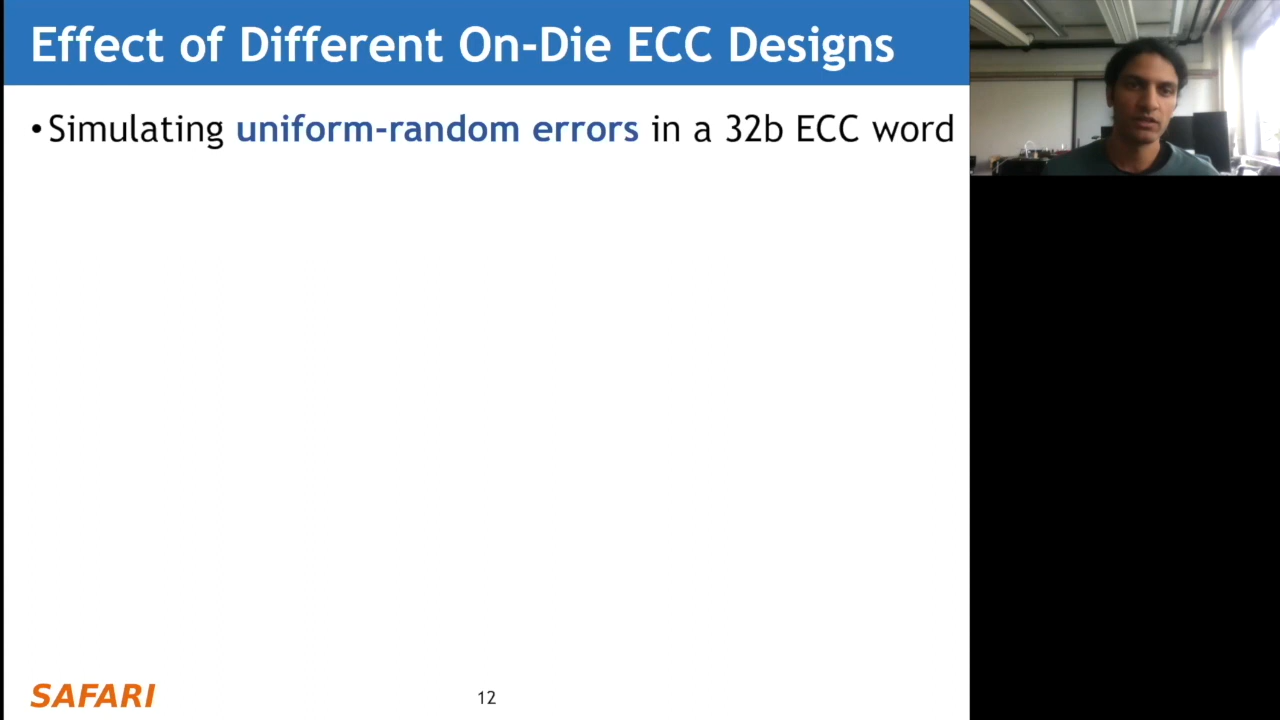 Effect of Different On-Die ECC Designs
• Simulating uniform-random errors in a 32b ECC word
SAFARI
12